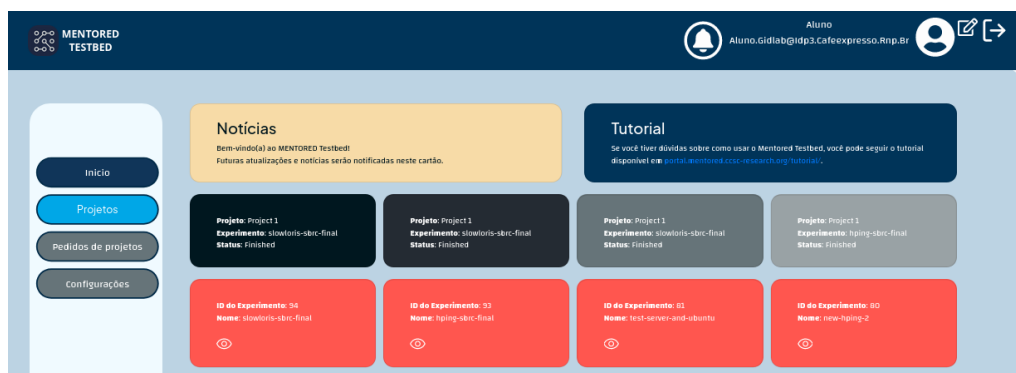 MENTORED
TESTBED
Aluno
Aluno.Gidlab@Idp3.Cafeexpresso.Rnp.Br
Notícias
Bem-vindo(a) ao MENTORED Testbed!
Futuras atualizações e notícias serão notificadas neste cartão.
Tutorial
Se você tiver dúvidas sobre como usar o Mentored Testbed, você pode seguir o tutorial
disponível em portal.mentored.ccsc-research.org/tutorial/.
Início
Projetos
Pedidos de projetos
Configurações
Projeto: Project 1
Experimento: slowloris-sbrc-final
Status: Finished
Projeto: Project 1
Experimento: slowloris-sbrc-final
Status: Finished
Projeto: Project 1
Experimento: slowloris-sbrc-final
Status: Finished
Projeto: Project 1
Experimento: hping-sbrc-final
Status: Finished
ID do Experimento: 94
Nome: slowloris-sbrc-final
ID do Experimento: 93
Nome: hping-sbrc-final
ID do Experimento: 81
Nome: test-server-and-ubuntu
ID do Experimento: 80
Nome: new-hping-2